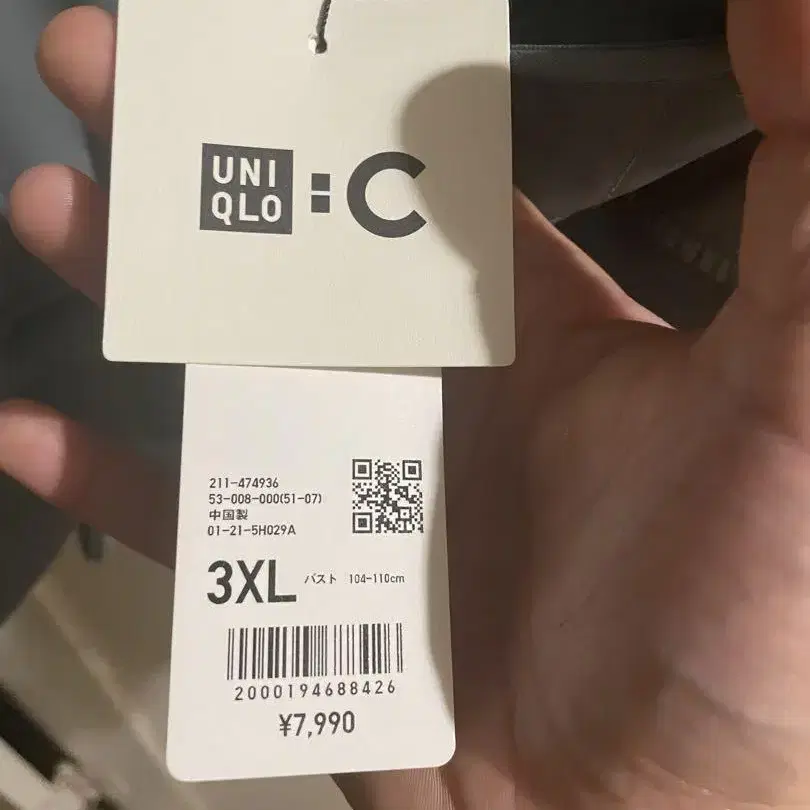 UNI
QLO : C
211-474936
53-008-000(51-07)
中国製
01-21-5H029A
3XL バスト 104-110cm
2000194688426
¥7,990